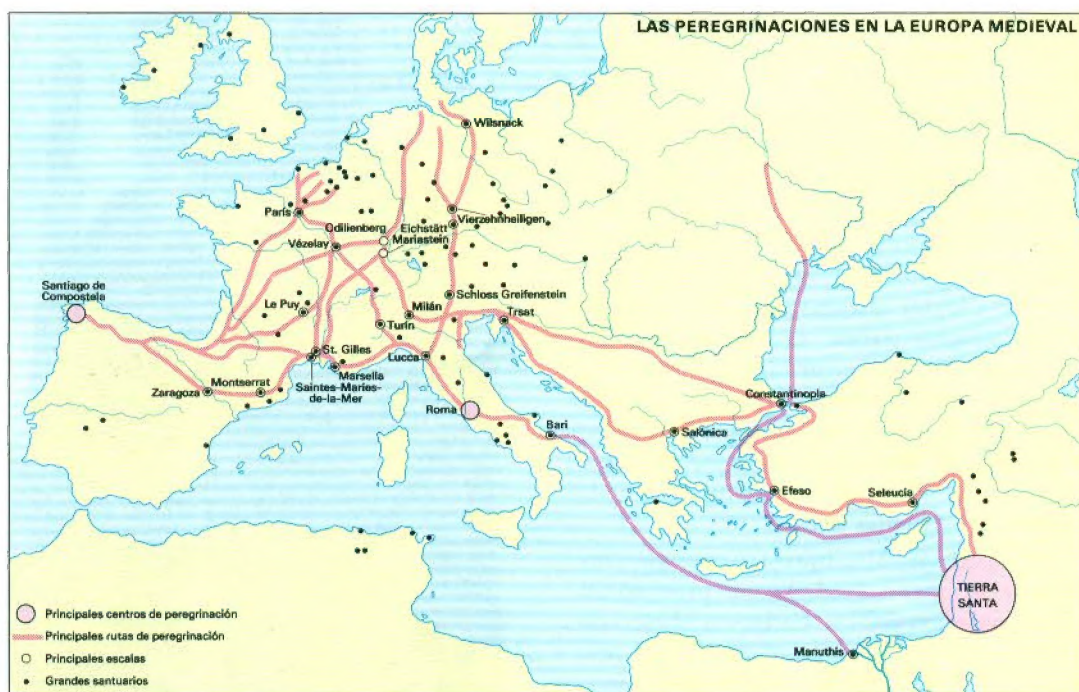 LAS PEREGRINACIONES EN LA EUROPA MEDIEVAL
Wilsnack
París
Odilienberg
Eichstätt
Vierzehnheiligen
Mariastein
Vézelay
Santiago de
Compostela
Le Puy
Milán
Schloss Greifenstein
Turín
Trsat
St. Gilles
Lucca
Marsella
Montserrat
Saintes-Maries-
de-la-Mer
Zaragoza
Roma
Constantinopla
Bari
Salónica
Efeso
Seleucia
TIERRA
SANTA
Manuthis
Principales centros de peregrinación
Principales rutas de peregrinación
Principales escalas
Grandes santuarios